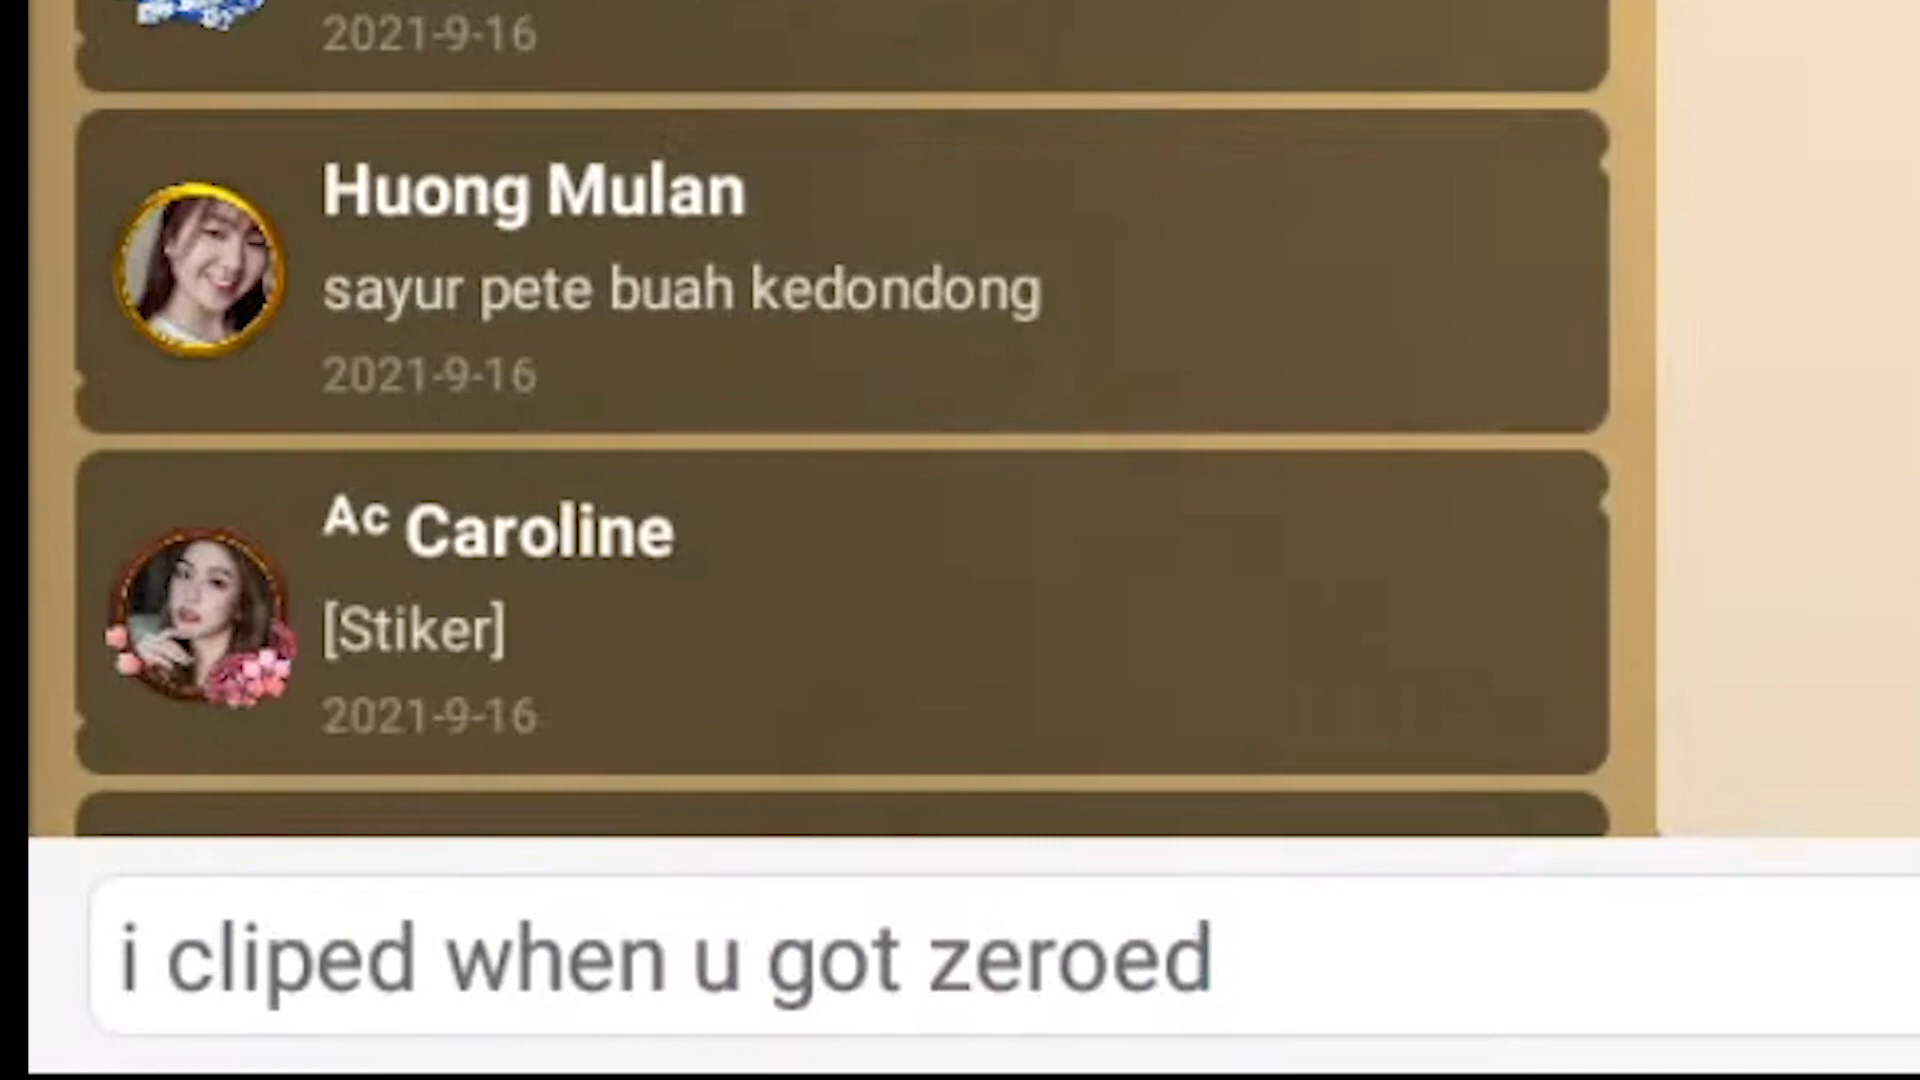 2021-9-16
Huong Mulan
sayur pete buah kedondong
2021-9-16
Ac Caroline
[Stiker]
2021-9-16
i cliped when u got zeroed